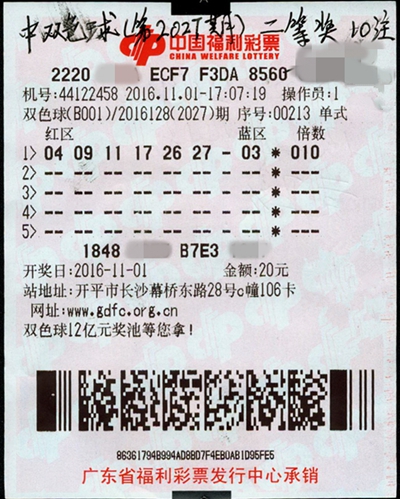 中双色球(第2027期) 二等奖 10注
中国福利彩票
CHINA WELFARE LOTTERY
2220 ECF7 F3DA 8560
机号:44122458 2016.11.01-17:07:19 操作员:1
双色球(B001)/2016128(2027)期 序号:00213 单式
红区 蓝区 倍数
1> 04 09 11 17 26 27 - 03 * 010
2> -- -- -- -- -- -- - -- * ---
3> -- -- -- -- -- -- - -- * ---
4> -- -- -- -- -- -- - -- * ---
5> -- -- -- -- -- -- - -- * ---
1848 B7E3
开奖日:2016-11-01 金额:20元
站地址:开平市长沙幕桥东路28号c幢106卡
网址:www.gdfc.org.cn
双色球12亿元奖池等您拿!
86361794B994AD8BD7F4EB0AB1D95FE5
广东省福利彩票发行中心承销